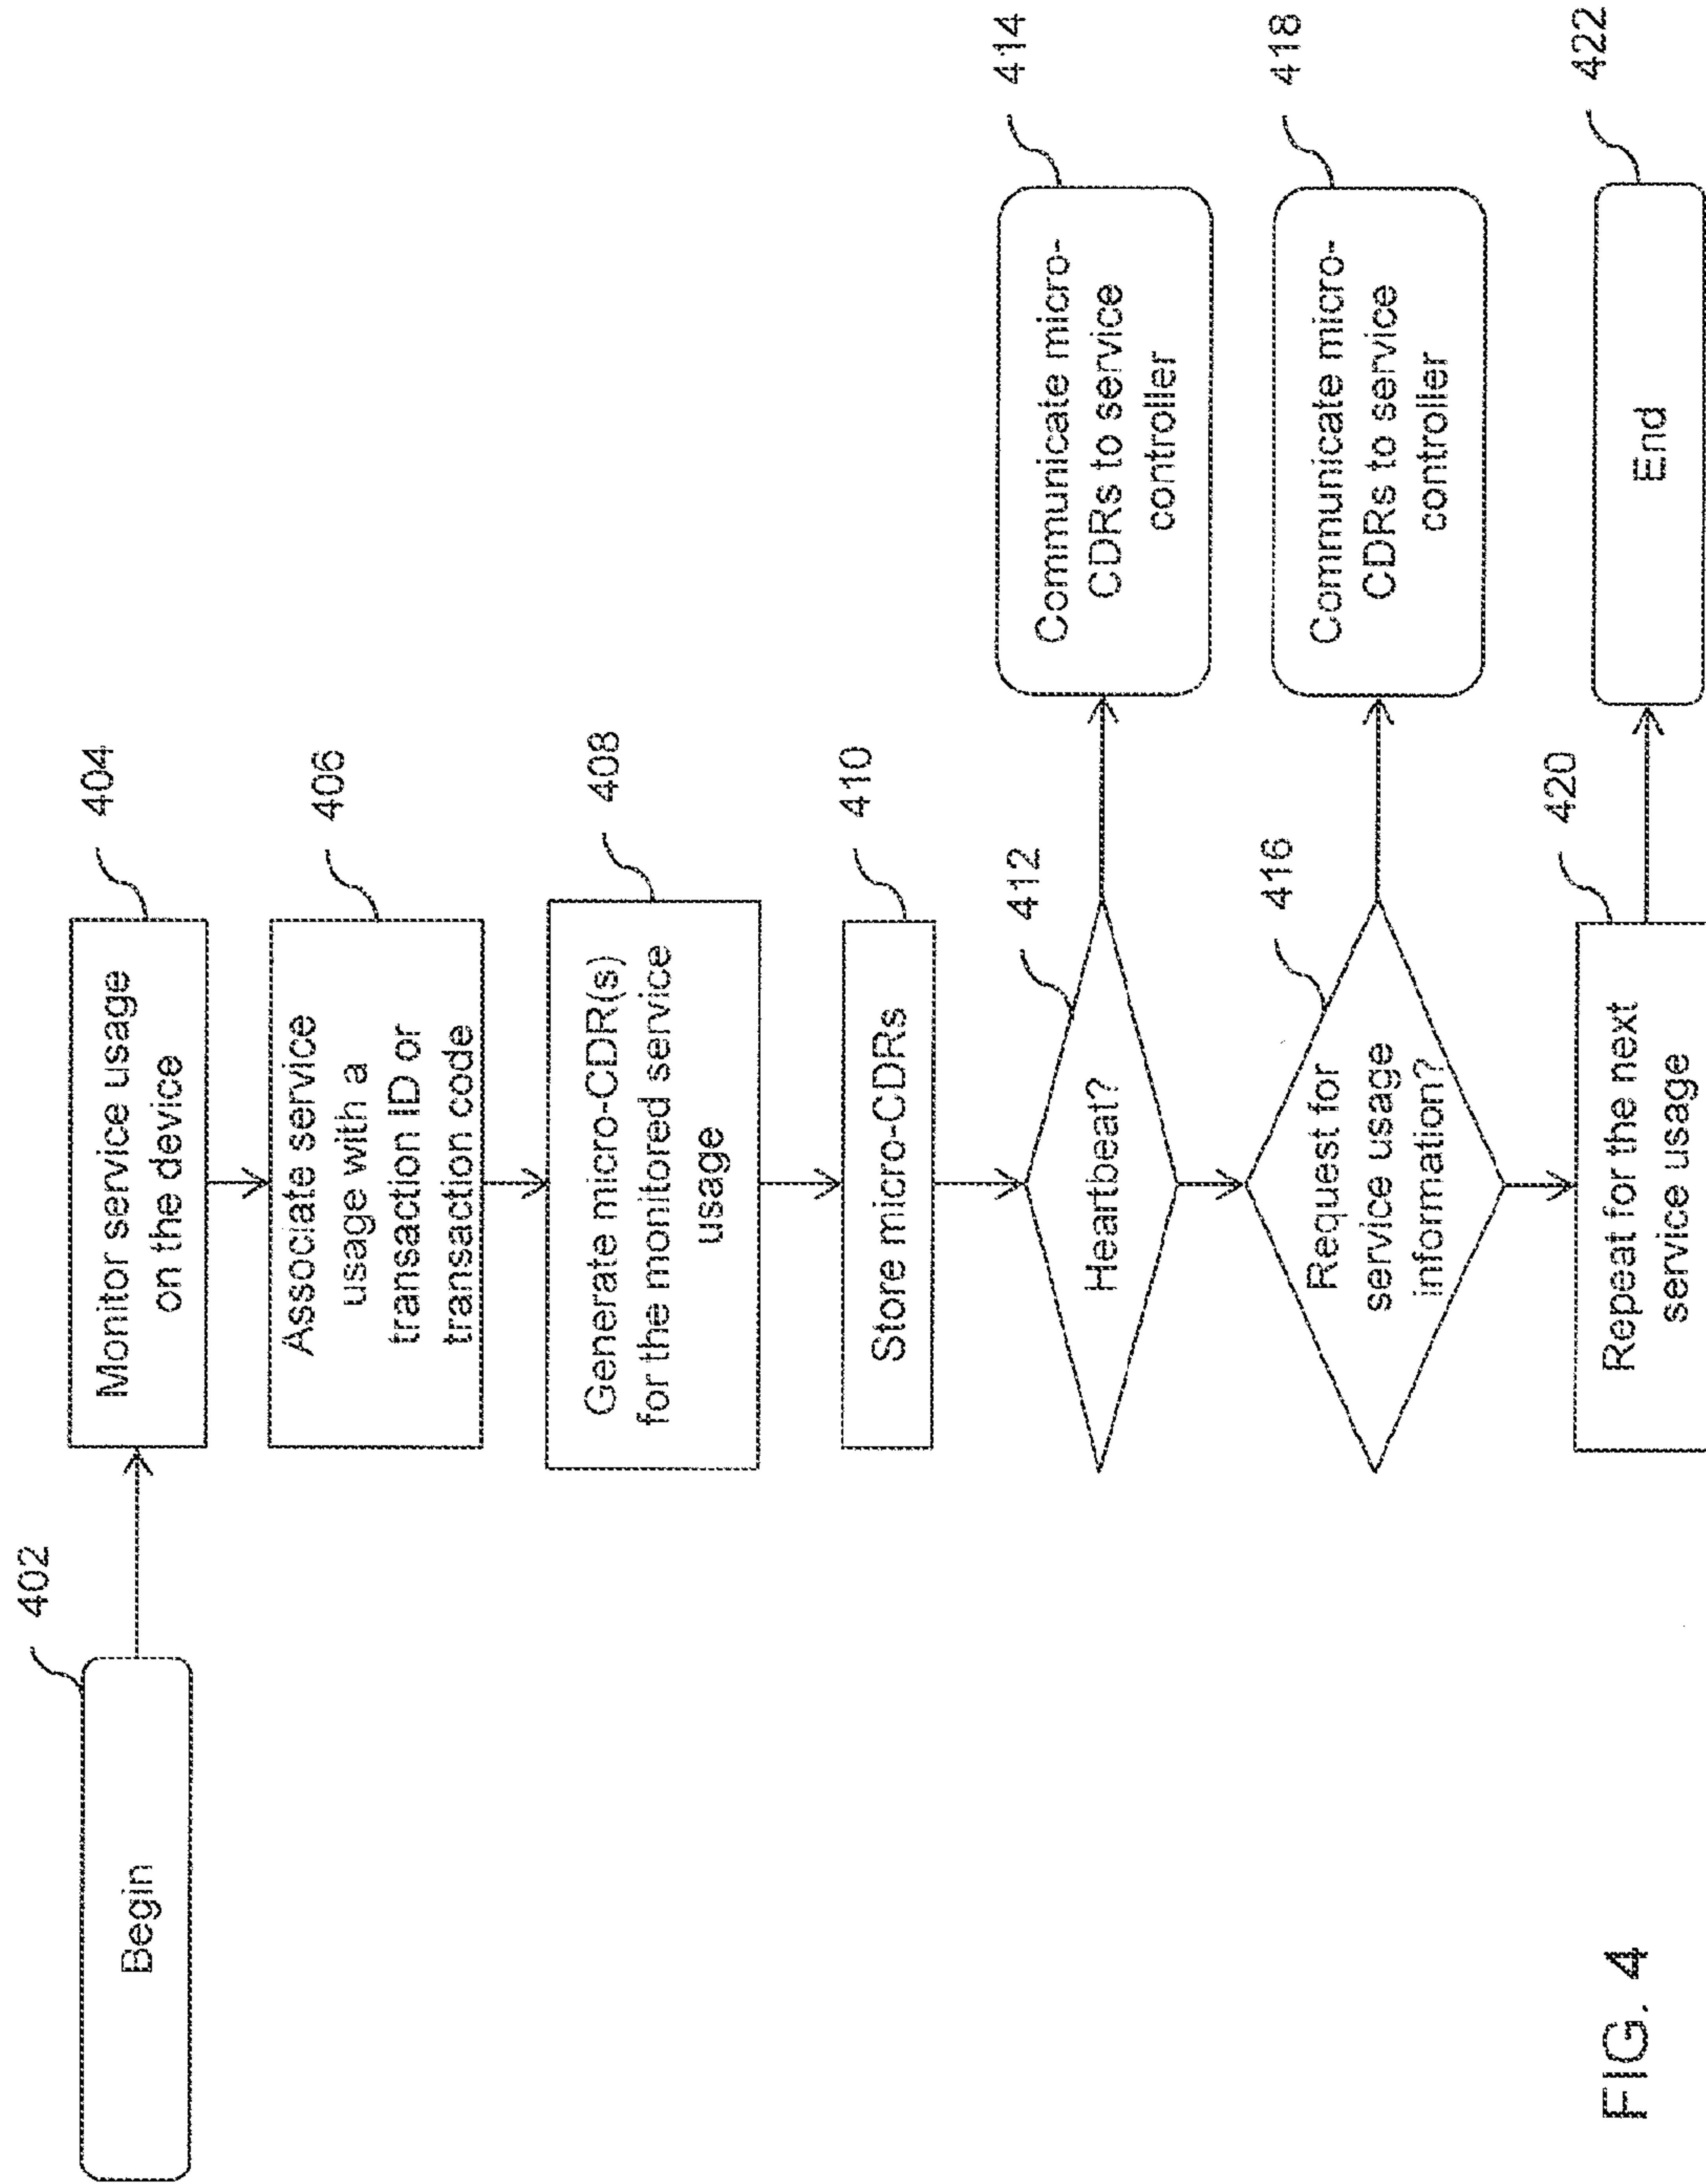 402
Begin
404
Monitor service usage
on the device
406
Associate service
usage with a
transaction ID or
transaction code
408
Generate micro-CDR(s)
for the monitored service
usage
410
Store micro-CDRs
412
Heartbeat?
414
Communicate micro-
CDRs to service
controller
416
Request for
service usage
information?
418
Communicate micro-
CDRs to service
controller
420
Repeat for the next
service usage
422
End
FIG. 4